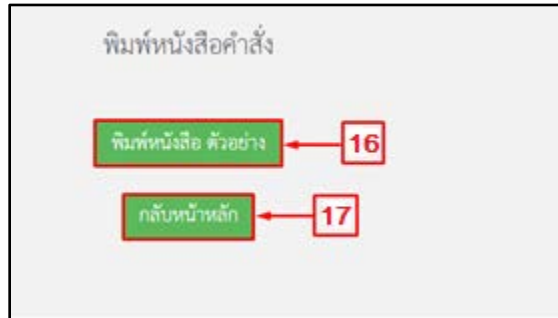 พิมพ์หนังสือคำสั่ง
พิมพ์หนังสือ ตัวอย่าง 16
กลับหน้าหลัก 17